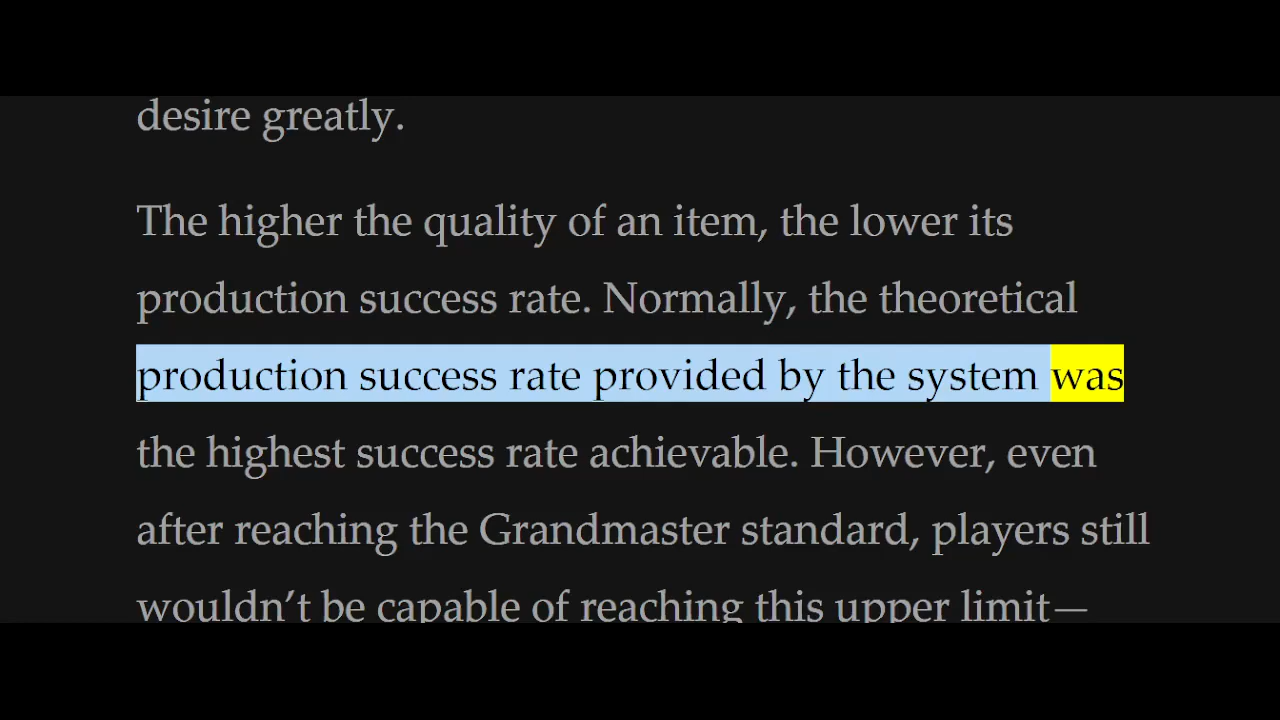 desire greatly.
The higher the quality of an item, the lower its
production success rate. Normally, the theoretical
production success rate provided by the system was
the highest success rate achievable. However, even
after reaching the Grandmaster standard, players still
wouldn’t be capable of reaching this upper limit—